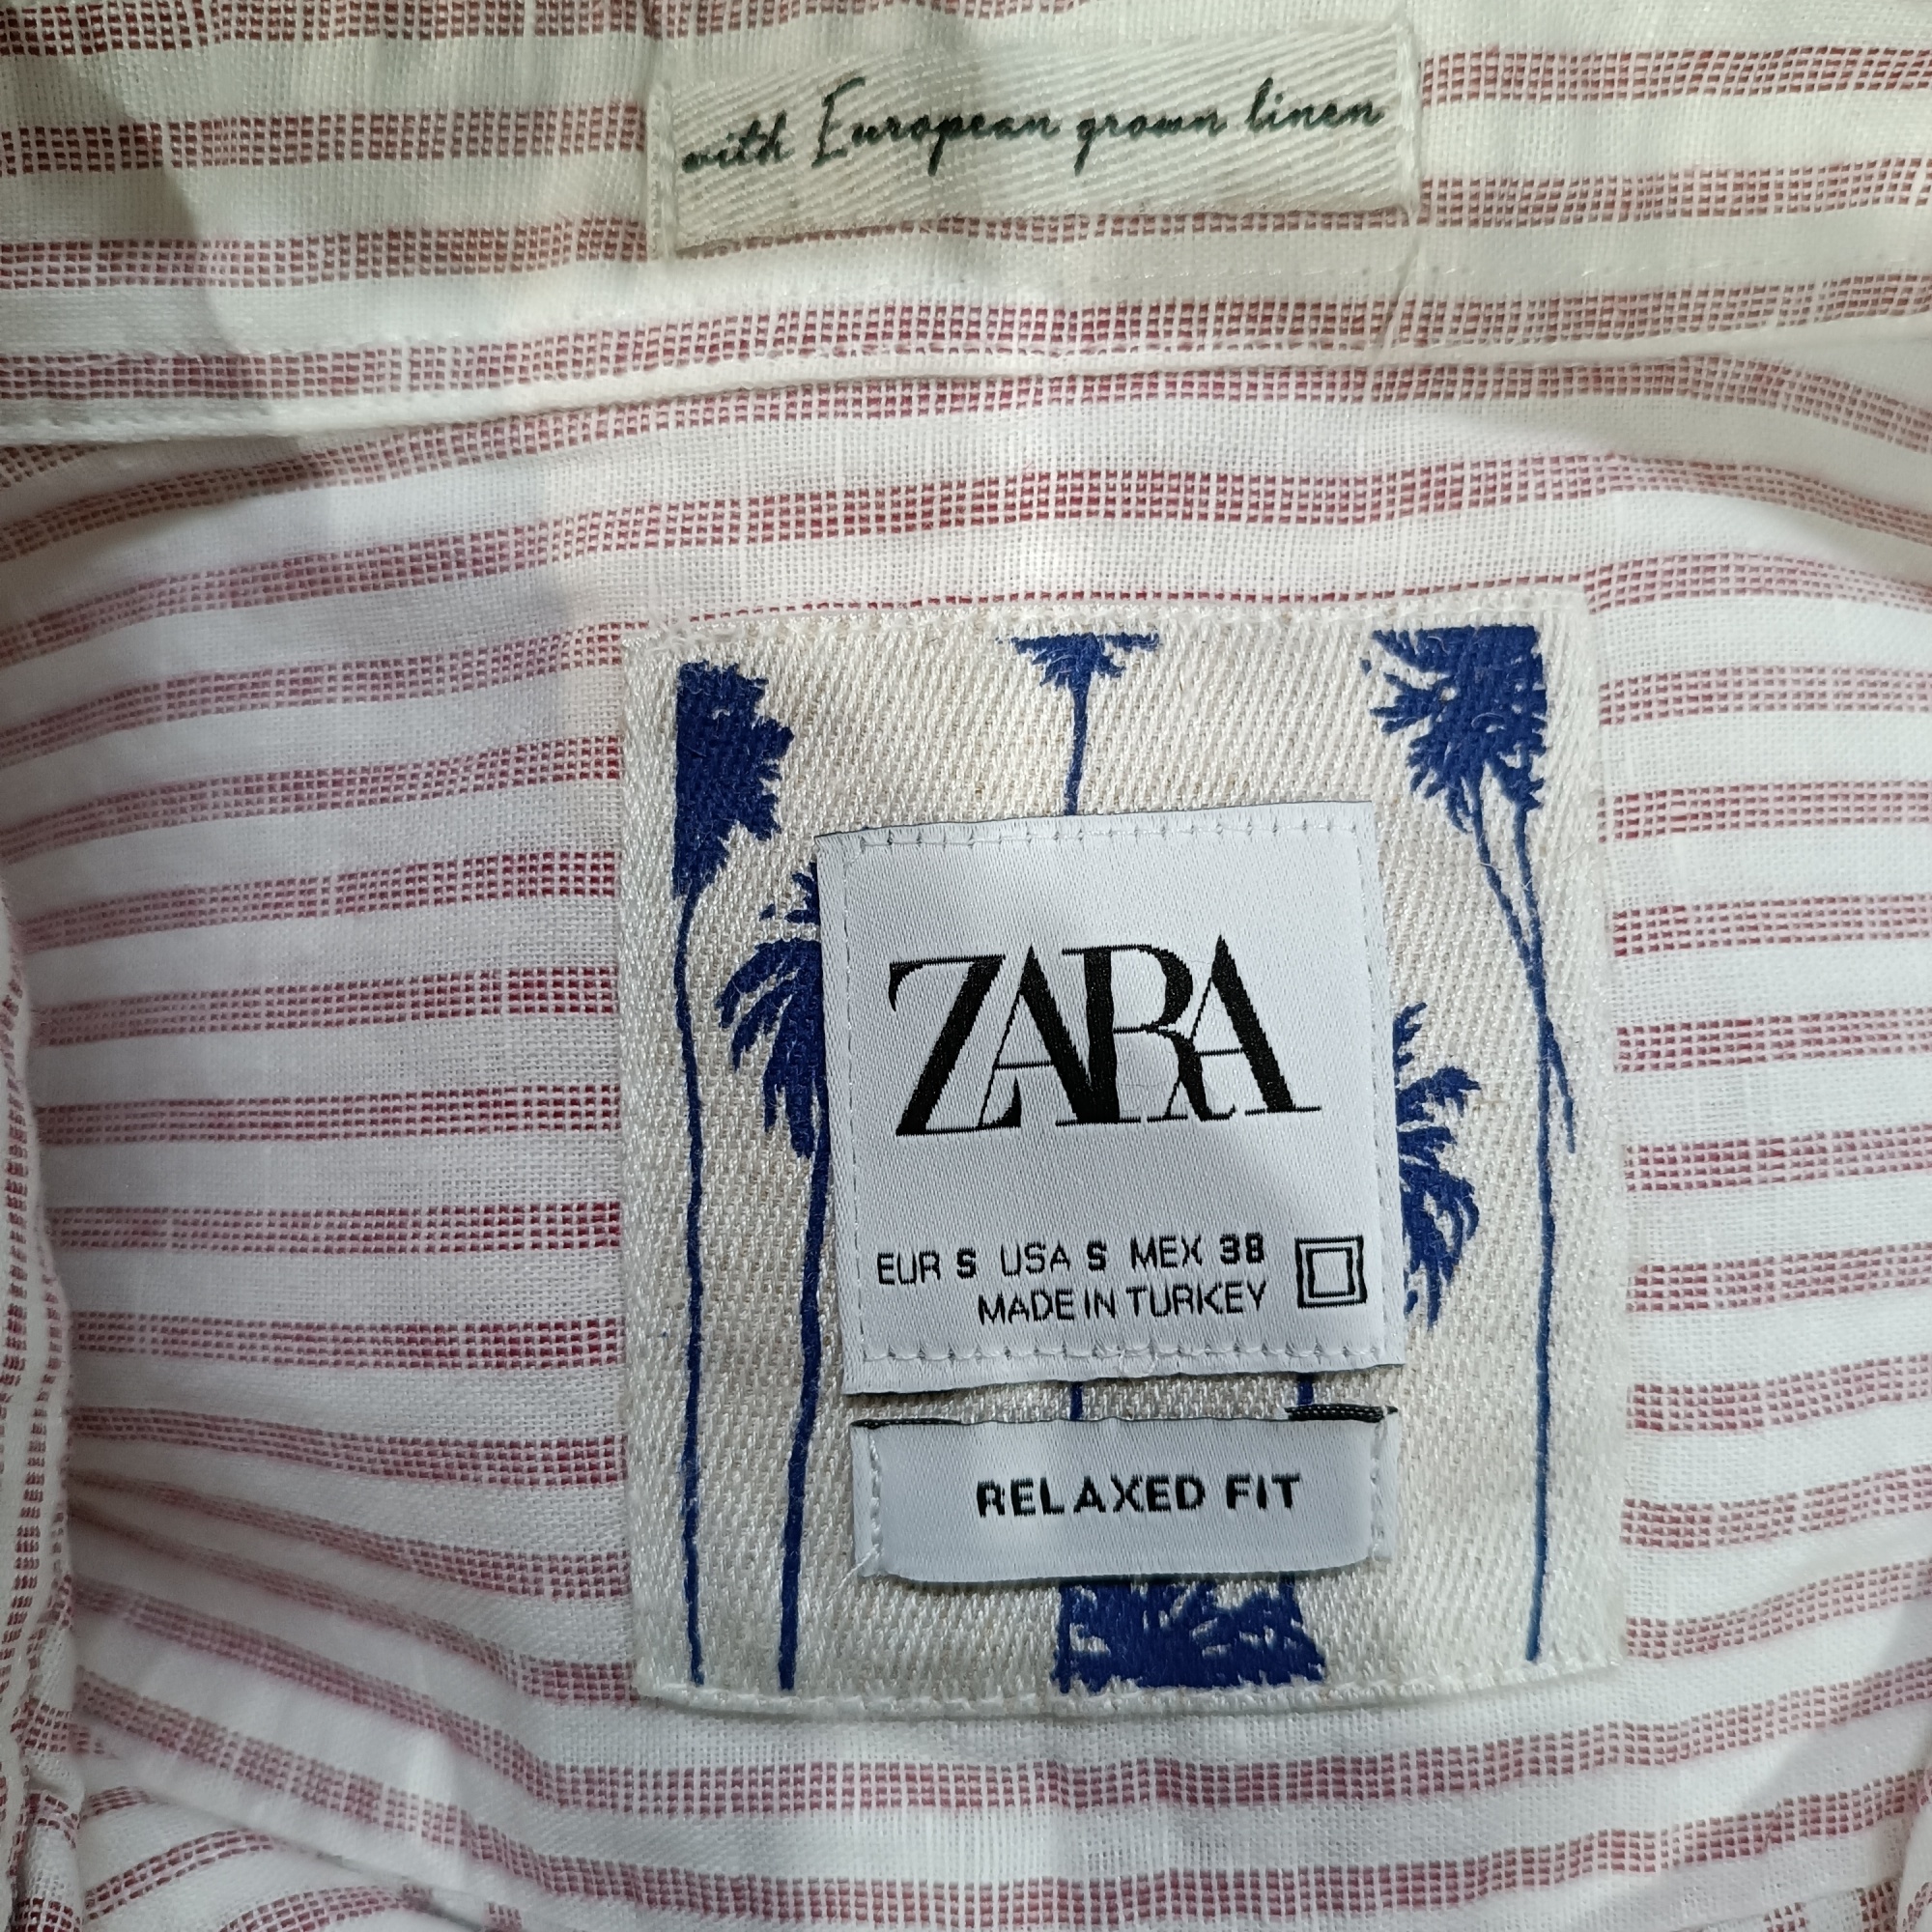 with European grown linen
ZARA
EUR S USA S MEX 38
MADE IN TURKEY
RELAXED FIT